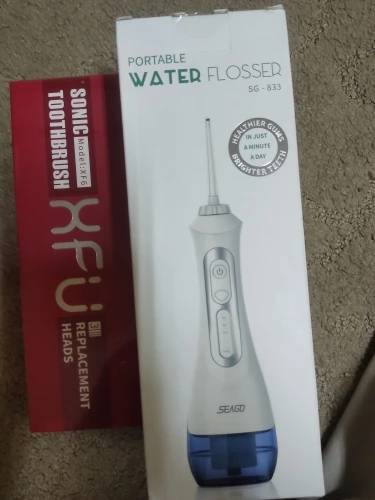 PORTABLE
WATER FLOSSER
SG - 833
HEALTHIER GUMS
IN JUST
A MINUTE
A DAY
BRIGHTER TEETH
SEAGO
SONIC
TOOTHBRUSH
Model:XF6
XFU
REPLACEMENT
HEADS